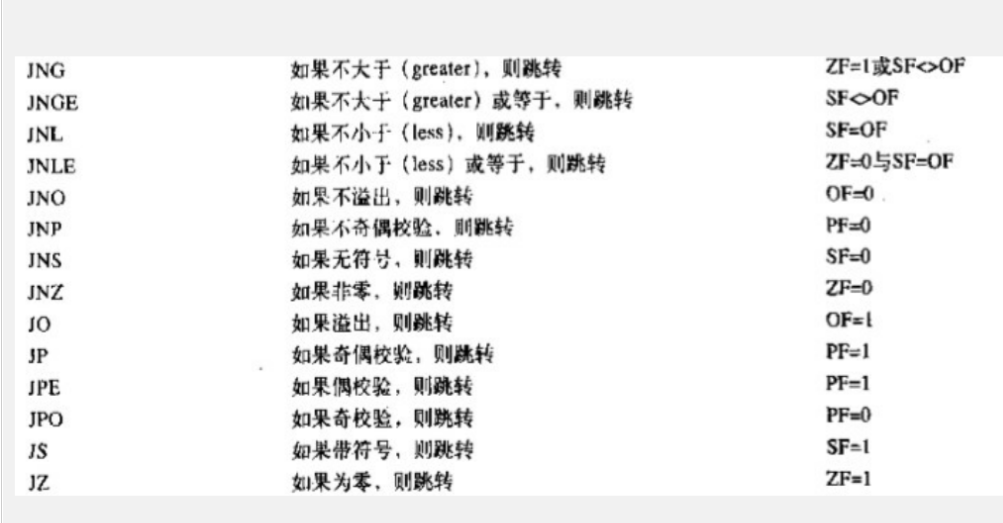 JNG 如果不大于（greater），则跳转 ZF=1或SF<>OF
JNGE 如果不大于（greater）或等于，则跳转 SF<>OF
JNL 如果不小于（less），则跳转 SF=OF
JNLE 如果不小于（less）或等于，则跳转 ZF=0与SF=OF
JNO 如果不溢出，则跳转 OF=0
JNP 如果不奇偶校验，则跳转 PF=0
JNS 如果无符号，则跳转 SF=0
JNZ 如果非零，则跳转 ZF=0
JO 如果溢出，则跳转 OF=1
JP 如果奇偶校验，则跳转 PF=1
JPE 如果偶校验，则跳转 PF=1
JPO 如果奇校验，则跳转 PF=0
JS 如果带符号，则跳转 SF=1
JZ 如果为零，则跳转 ZF=1